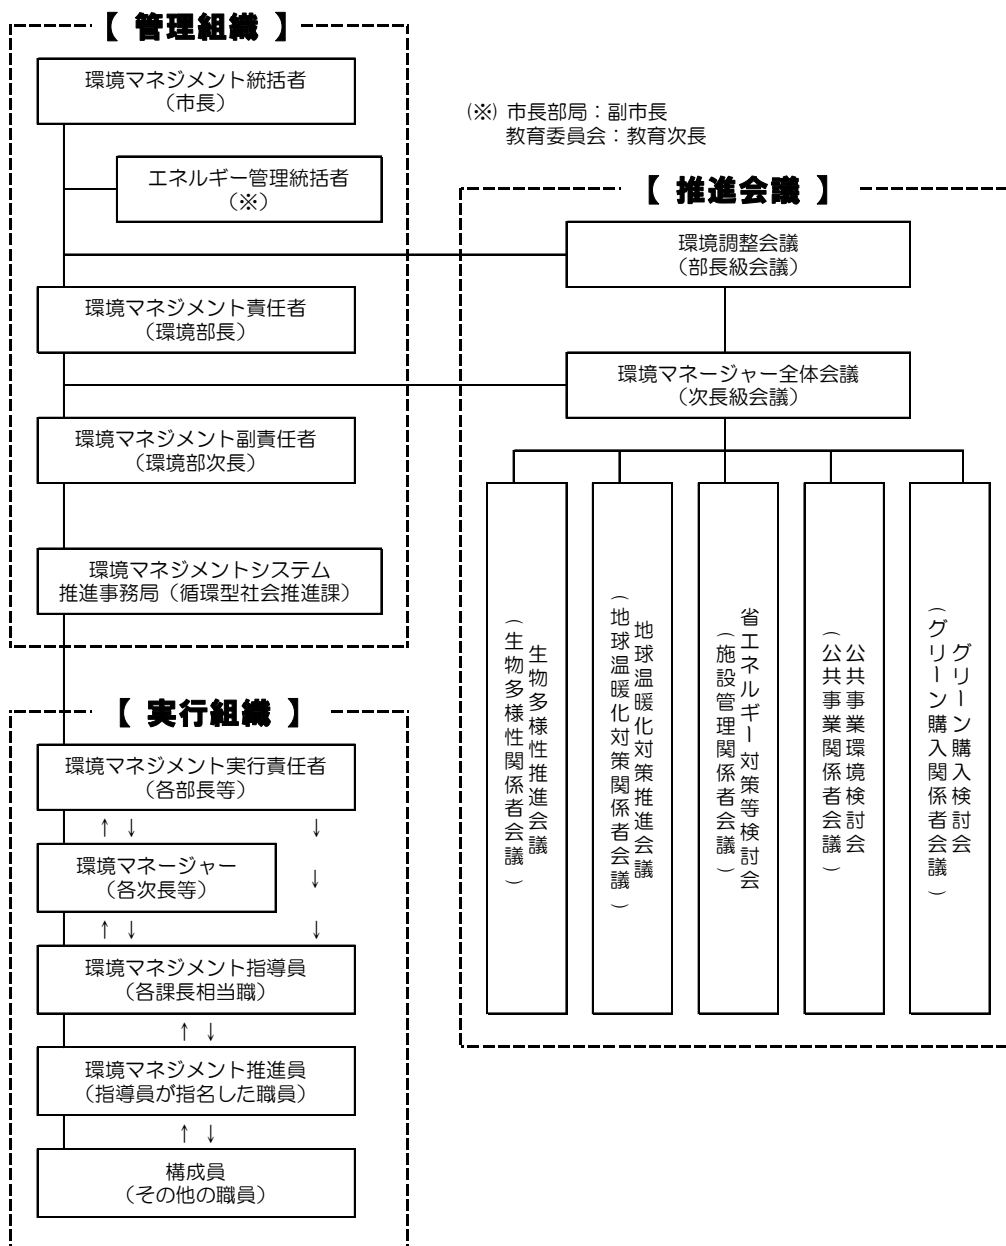 【 管理組織 】
環境マネジメント統括者
（市長）
エネルギー管理統括者
（※）
環境マネジメント責任者
（環境部長）
環境マネジメント副責任者
（環境部次長）
環境マネジメントシステム
推進事務局（循環型社会推進課）
【 実行組織 】
環境マネジメント実行責任者
（各部長等）
↑ ↓ ↓
環境マネージャー
（各次長等）
↓
↑ ↓ ↓
環境マネジメント指導員
（各課長相当職）
↑ ↓
環境マネジメント推進員
（指導員が指名した職員）
↑ ↓
構成員
（その他の職員）
(※) 市長部局：副市長
教育委員会：教育次長
【 推進会議 】
環境調整会議
（部長級会議）
環境マネージャー全体会議
（次長級会議）
生物多様性推進会議
（生物多様性関係者会議）
地球温暖化対策推進会議
（地球温暖化対策関係者会議）
省エネルギー対策等検討会
（施設管理関係者会議）
公共事業環境検討会
（公共事業関係者会議）
グリーン購入検討会
（グリーン購入関係者会議）